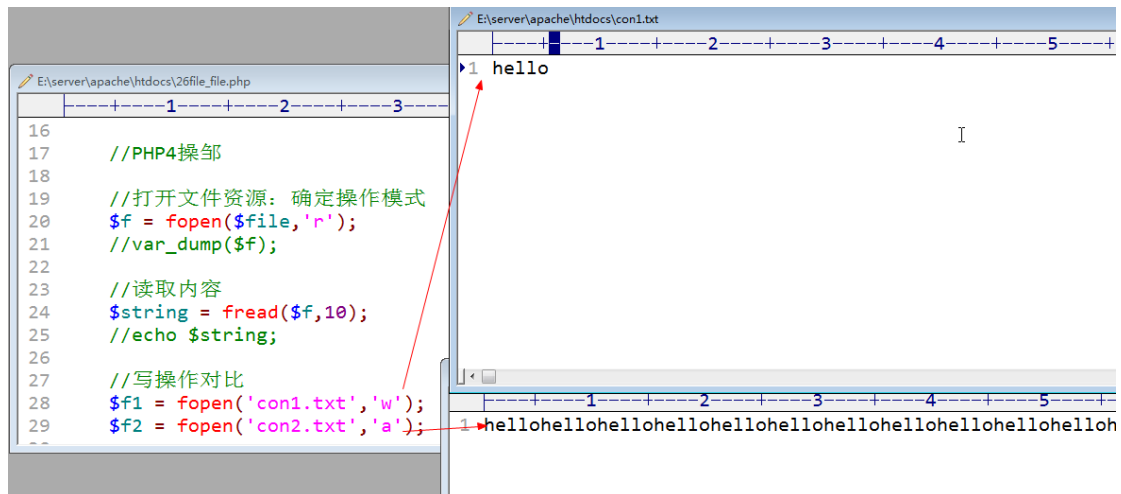 E:\server\apache\htdocs\con1.txt
├----+----1----+----2----+----3----+----4----+----5----+
1 hello
E:\server\apache\htdocs\26file_file.php
├----+----1----+----2----+----3----
16
17 //PHP4操邹
18
19 //打开文件资源：确定操作模式
20 $f = fopen($file,'r');
21 //var_dump($f);
22
23 //读取内容
24 $string = fread($f,10);
25 //echo $string;
26
27 //写操作对比
28 $f1 = fopen('con1.txt','w');
29 $f2 = fopen('con2.txt','a');
├----+----1----+----2----+----3----+----4----+----5----+-
1 hellohellohellohellohellohellohellohellohellohellohelloh